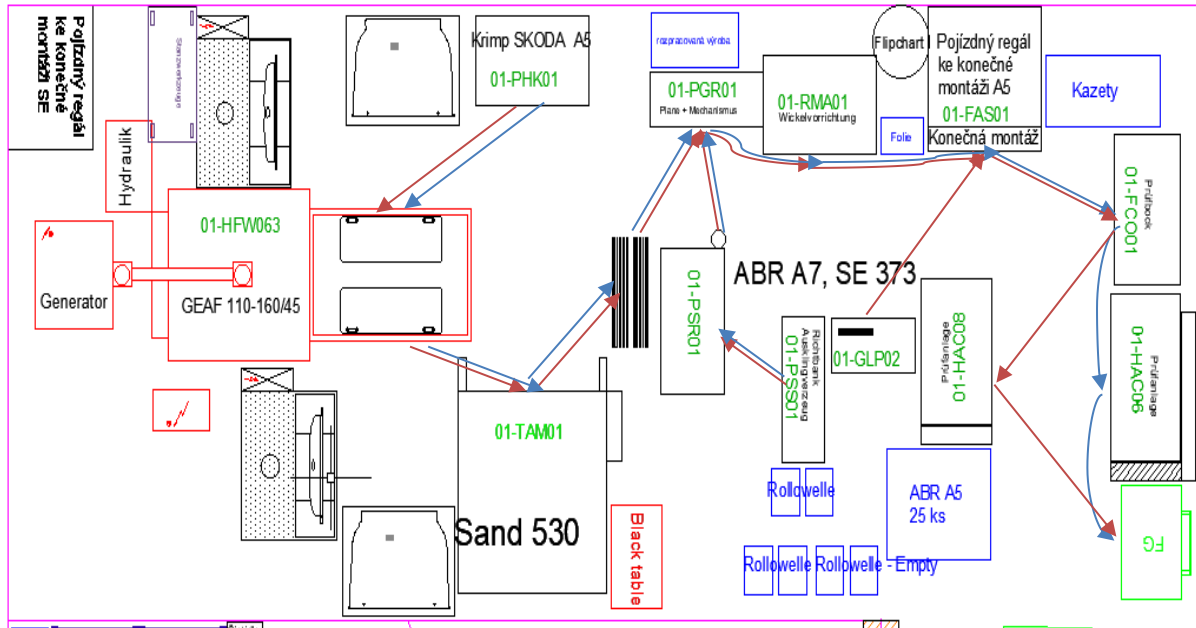 Pojízdný regál
ke konečné
montáži SE
Stanzwerkzeuge
Hydraulik
Generator
01-HFW063
GEAF 110-160/45
Krimp SKODA A5
01-PHK01
rozpracovaná výroba
01-PGR01
Plane + Mechanismus
01-RMA01
Wickelvorrichtung
Flipchart
Folie
Pojízdný regál
ke konečné
montáži A5
01-FAS01
Konečná montáž
Kazety
Prüfbock
01-FCO01
ABR A7, SE 373
01-PSR01
Richtbank
Ausklingverzeug
01-PSS01
01-GLP02
01-HAC08
Prüfanlage
Prüfanlage
01-HAC06
01-TAM01
Sand 530
Black table
Rollowelle
ABR A5
25 ks
Rollowelle
Rollowelle - Empty
FG